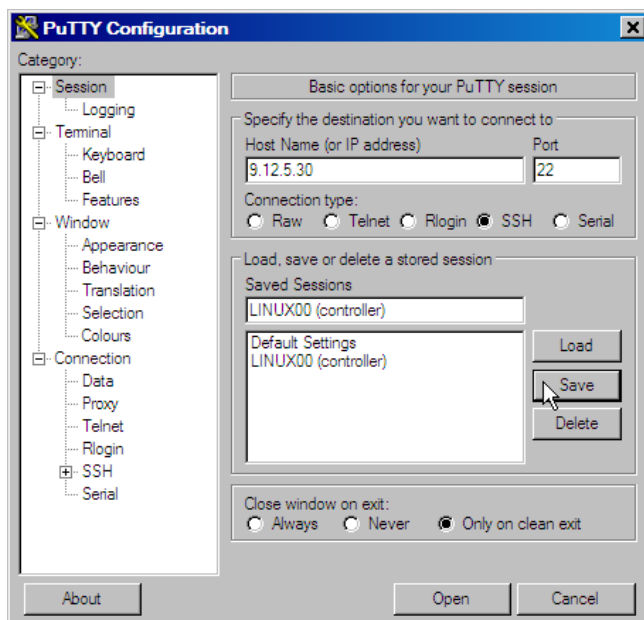 PuTTY Configuration
Category:
Session
Logging
Terminal
Keyboard
Bell
Features
Window
Appearance
Behaviour
Translation
Selection
Colours
Connection
Data
Proxy
Telnet
Rlogin
SSH
Serial
Basic options for your PuTTY session
Specify the destination you want to connect to
Host Name (or IP address) Port
9.12.5.30 22
Connection type:
Raw Telnet Rlogin SSH Serial
Load, save or delete a stored session
Saved Sessions
LINUX00 (controller)
Default Settings
LINUX00 (controller)
Load
Save
Delete
Close window on exit:
Always Never Only on clean exit
About Open Cancel